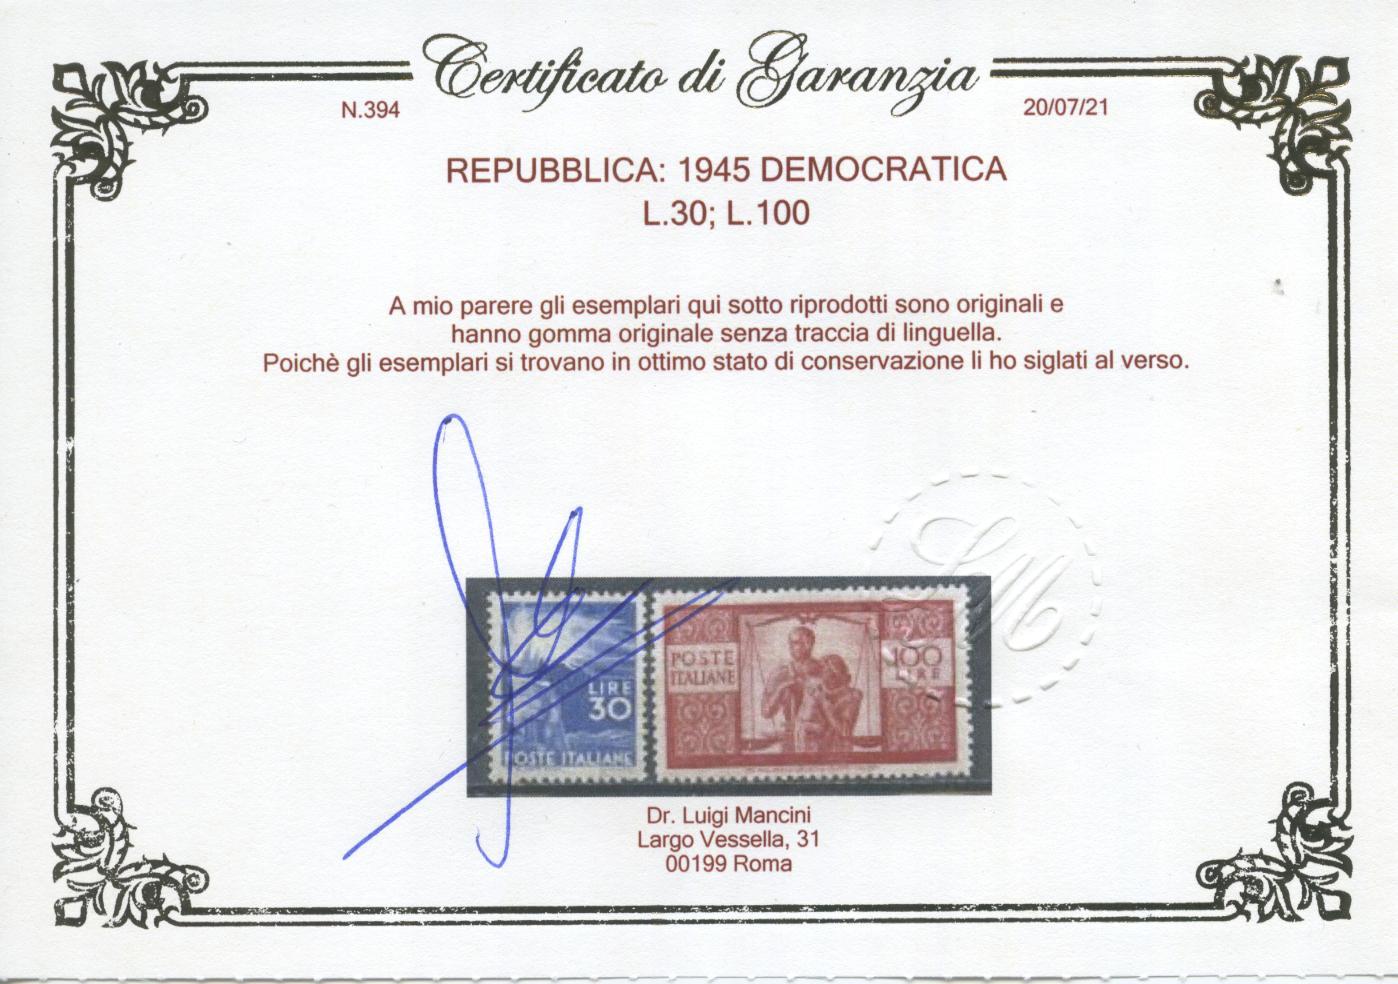 Certificato di Garanzia
N.394
20/07/21
REPUBBLICA: 1945 DEMOCRATICA
L.30; L.100
A mio parere gli esemplari qui sotto riprodotti sono originali e
hanno gomma originale senza traccia di linguella.
Poichè gli esemplari si trovano in ottimo stato di conservazione li ho siglati al verso.
LIRE
30
POSTE ITALIANE
POSTE
ITALIANE
100
LIRE
LM
Dr. Luigi Mancini
Largo Vessella, 31
00199 Roma